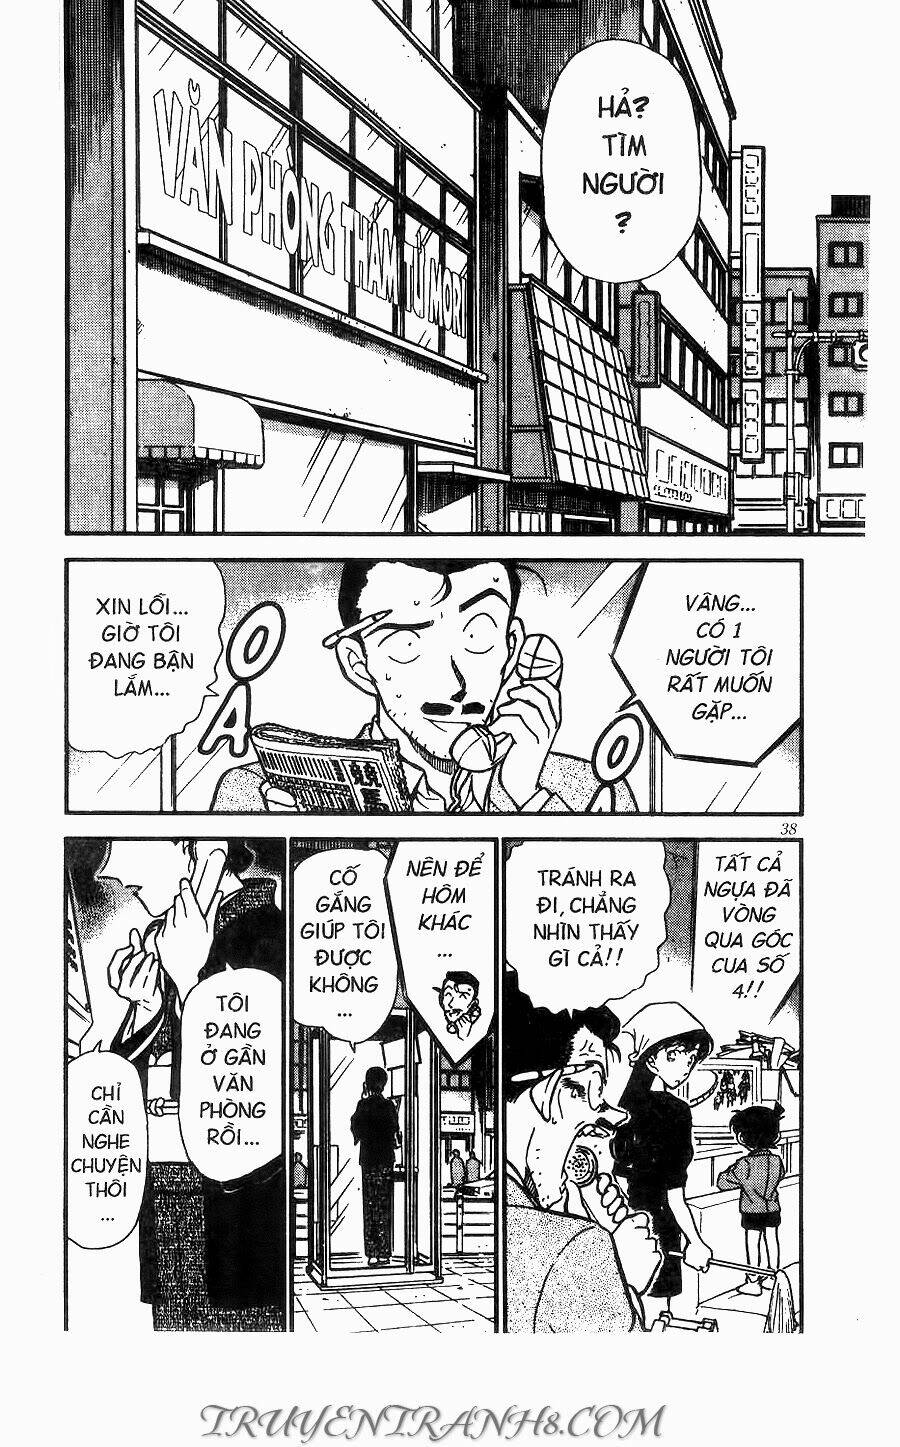 HẢ?
TÌM
NGƯỜI
?
VĂN PHÒNG THÁM TỬ MORI
VÂNG...
CÓ 1
NGƯỜI TÔI
RẤT MUỐN
GẶP...
XIN LỖI...
GIỜ TÔI
ĐANG BẬN
LẮM...
O
A
O
A
38
TẤT CẢ
NGỰA ĐÃ
VÒNG
QUA GÓC
CUA SỐ
4!!
TRÁNH RA
ĐI, CHẲNG
NHÌN THẤY
GÌ CẢ!!
NÊN ĐỂ
HÔM
KHÁC
...
CỐ
GẮNG
GIÚP TÔI
ĐƯỢC
KHÔNG
...
TÔI
ĐANG
Ở GẦN
VĂN
PHÒNG
RỒI...
CHỈ
CẦN
NGHE
CHUYỆN
THÔI
...
TRUYENTRANH8.COM